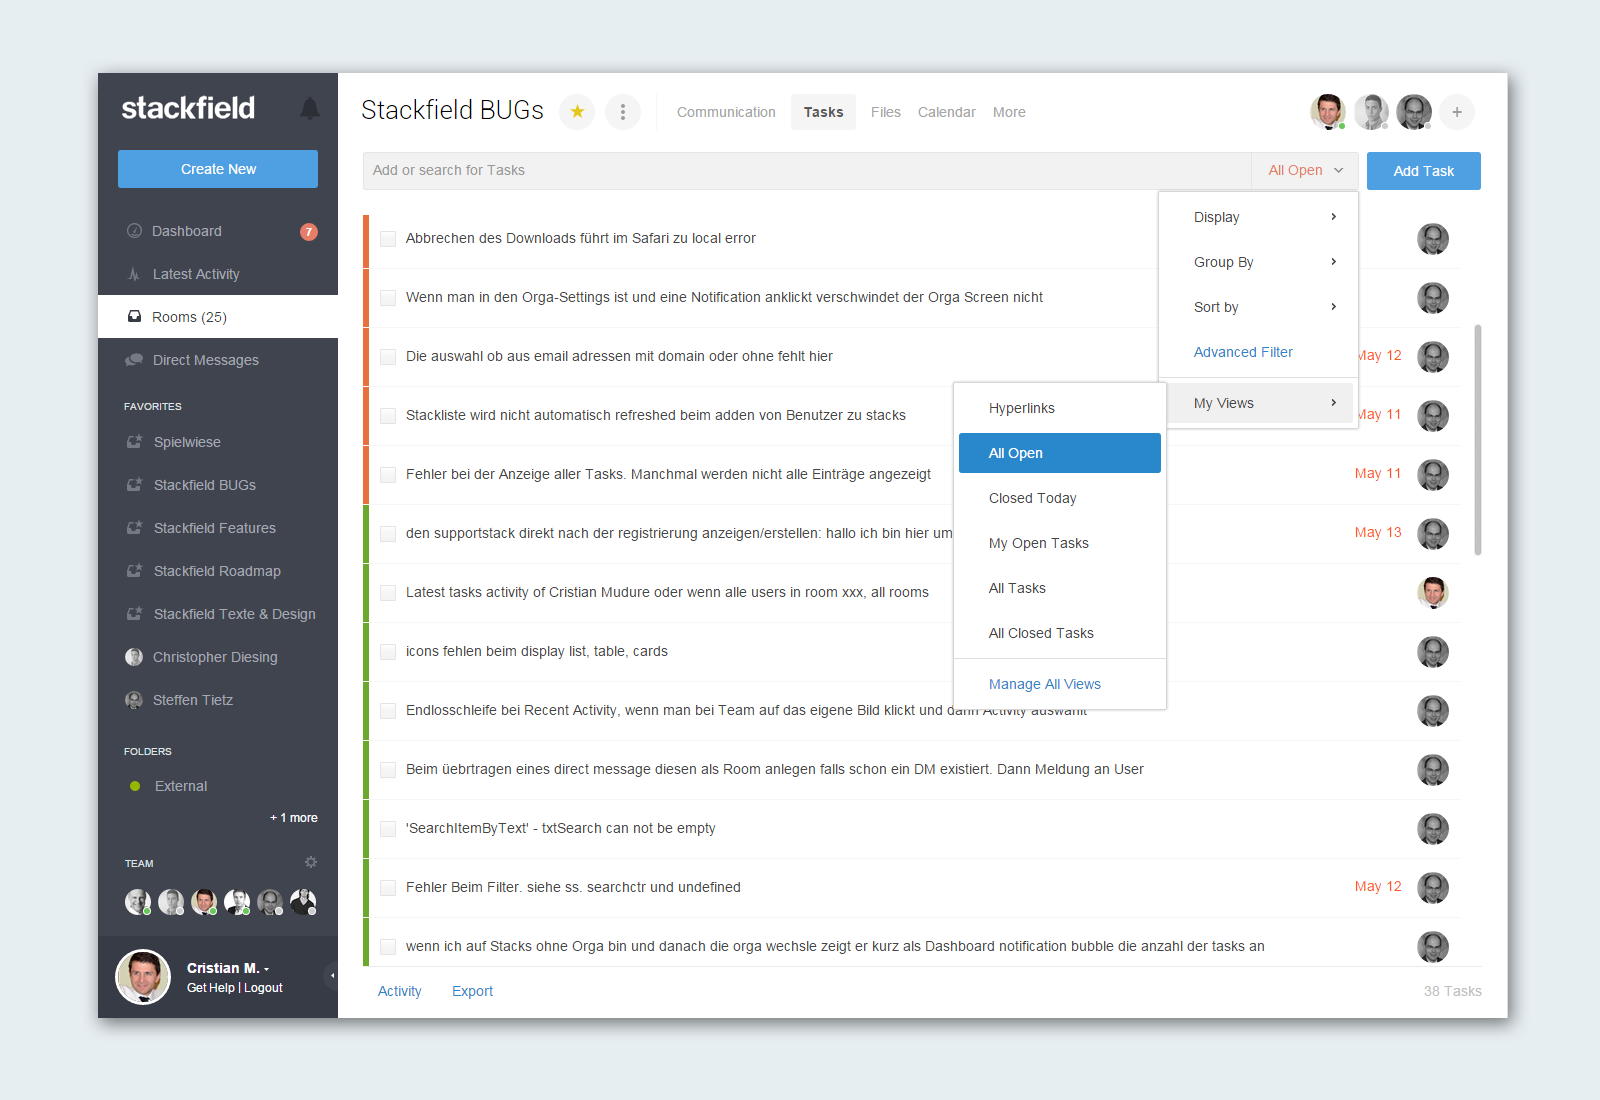 stackfield
Create New
Dashboard
7
Latest Activity
Rooms (25)
Direct Messages
FAVORITES
Spielwiese
Stackfield BUGs
Stackfield Features
Stackfield Roadmap
Stackfield Texte & Design
Christopher Diesing
Steffen Tietz
FOLDERS
External
+ 1 more
TEAM
Cristian M.
Get Help | Logout
Stackfield BUGs
Communication
Tasks
Files
Calendar
More
+
Add or search for Tasks
All Open
Add Task
Display
Group By
Sort by
Advanced Filter
My Views
Hyperlinks
All Open
Closed Today
My Open Tasks
All Tasks
All Closed Tasks
Manage All Views
Abbrechen des Downloads führt im Safari zu local error
Wenn man in den Orga-Settings ist und eine Notification anklickt verschwindet der Orga Screen nicht
Die auswahl ob aus email adressen mit domain oder ohne fehlt hier
May 12
Stackliste wird nicht automatisch refreshed beim adden von Benutzer zu stacks
May 11
Fehler bei der Anzeige aller Tasks. Manchmal werden nicht alle Einträge angezeigt
May 11
den supportstack direkt nach der registrierung anzeigen/erstellen: hallo ich bin hier um
May 13
Latest tasks activity of Cristian Mudure oder wenn alle users in room xxx, all rooms
icons fehlen beim display list, table, cards
Endlosschleife bei Recent Activity, wenn man bei Team auf das eigene Bild klickt und dann Activity auswählt
Beim üebrtragen eines direct message diesen als Room anlegen falls schon ein DM existiert. Dann Meldung an User
'SearchItemByText' - txtSearch can not be empty
Fehler Beim Filter. siehe ss. searchctr und undefined
May 12
wenn ich auf Stacks ohne Orga bin und danach die orga wechsle zeigt er kurz als Dashboard notification bubble die anzahl der tasks an
Activity
Export
38 Tasks